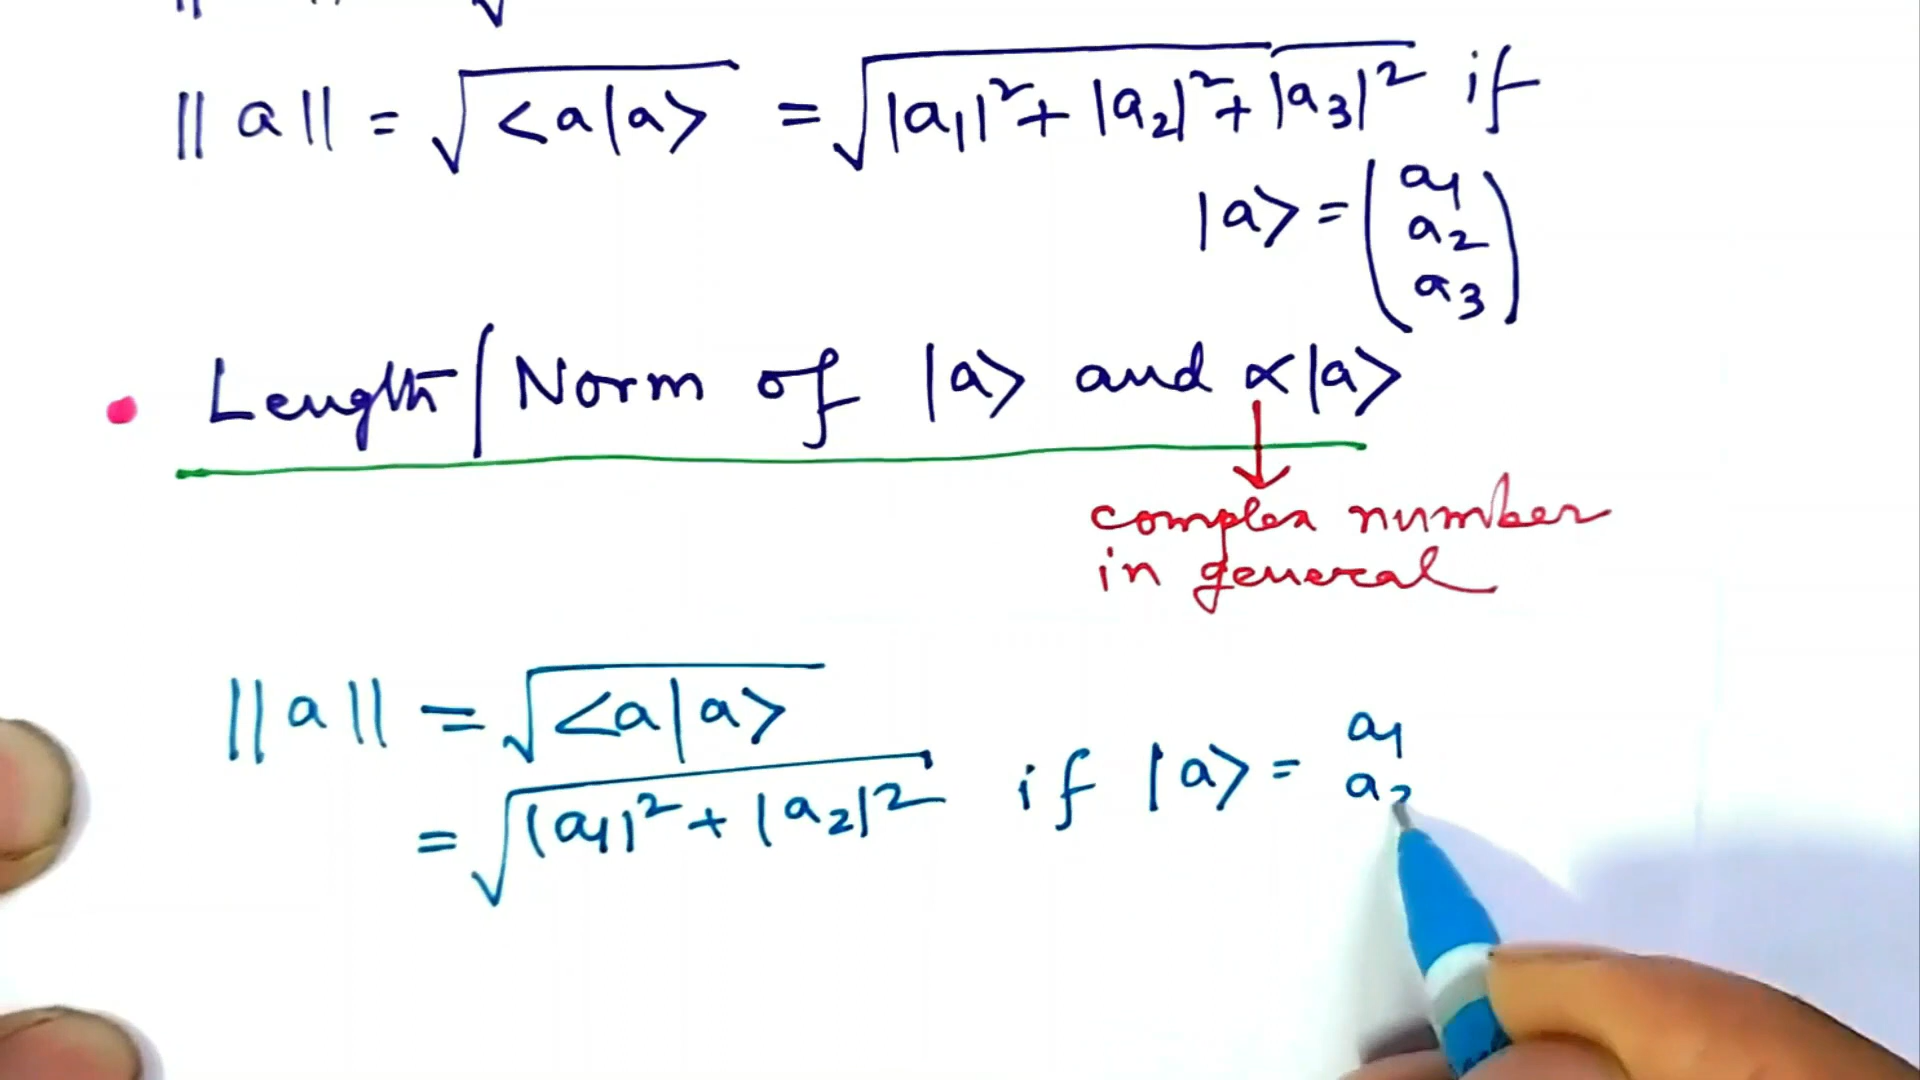 ||a|| = √<a|a> = √|a₁|² + |a₂|² + |a₃|² if
|a> = (a₁
a₂
a₃)
• Length/Norm of |a> and α|a>
complex number
in general
||a|| = √<a|a>
= √|a₁|² + |a₂|² if |a> = a₁
a₂